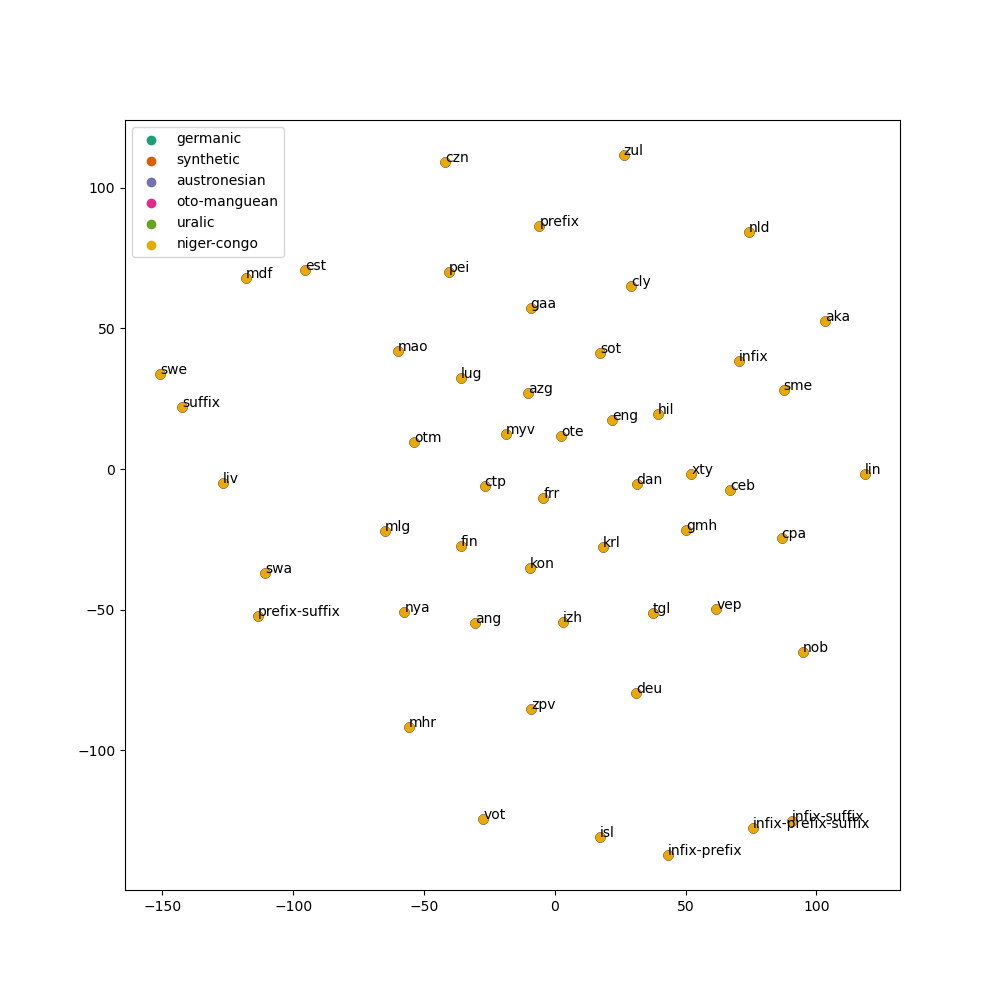 germanic
synthetic
austronesian
oto-manguean
uralic
niger-congo
czn
zul
prefix
nld
mdf
est
pei
cly
gaa
aka
mao
sot
infix
swe
lug
sme
suffix
azg
hil
eng
otm
myv
ote
liv
ctp
frr
dan
xty
ceb
lin
mlg
fin
krl
gmh
cpa
swa
kon
prefix-suffix
nya
ang
izh
tgl
vep
nob
deu
mhr
zpv
vot
isl
infix-prefix
infix-suffix
infix-prefix-suffix
100
50
0
−50
−100
−150
−100
−50
0
50
100